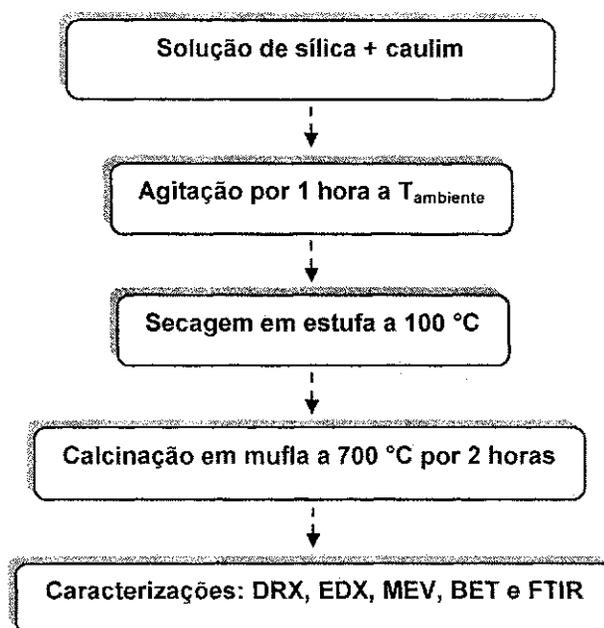 Solução de sílica + caulim
Agitação por 1 hora a Tambiente
Secagem em estufa a 100 °C
Calcinação em mufla a 700 °C por 2 horas
Caracterizações: DRX, EDX, MEV, BET e FTIR